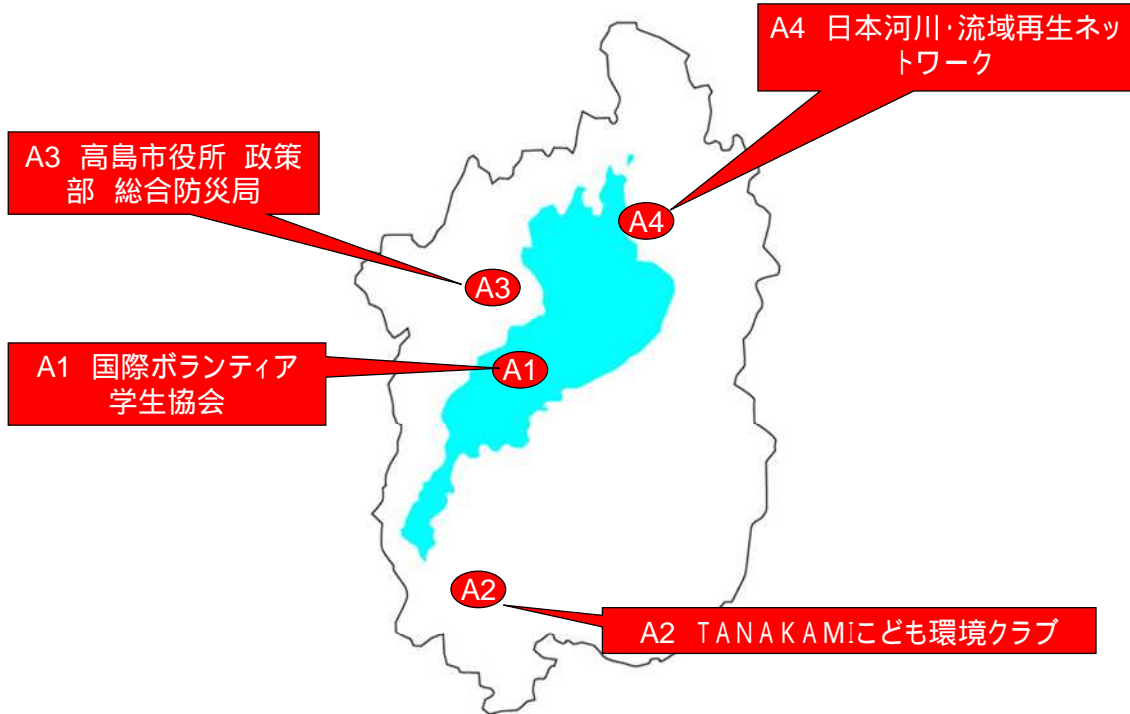 A4 日本河川・流域再生ネッ
トワーク
A3 高島市役所 政策
部 総合防災局
A4
A3
A1 国際ボランティア
学生協会
A1
A2
A2 TANAKAMIこども環境クラブ